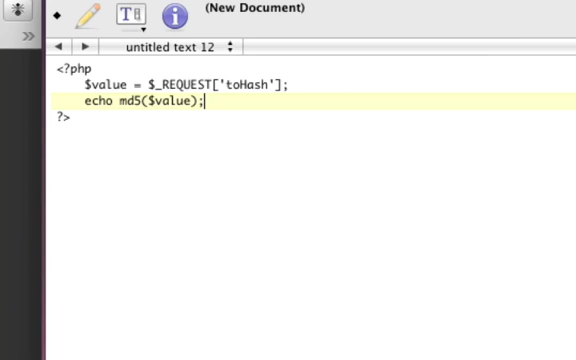 (New Document)
untitled text 12
<?php
$value = $_REQUEST['toHash'];
echo md5($value);
?>